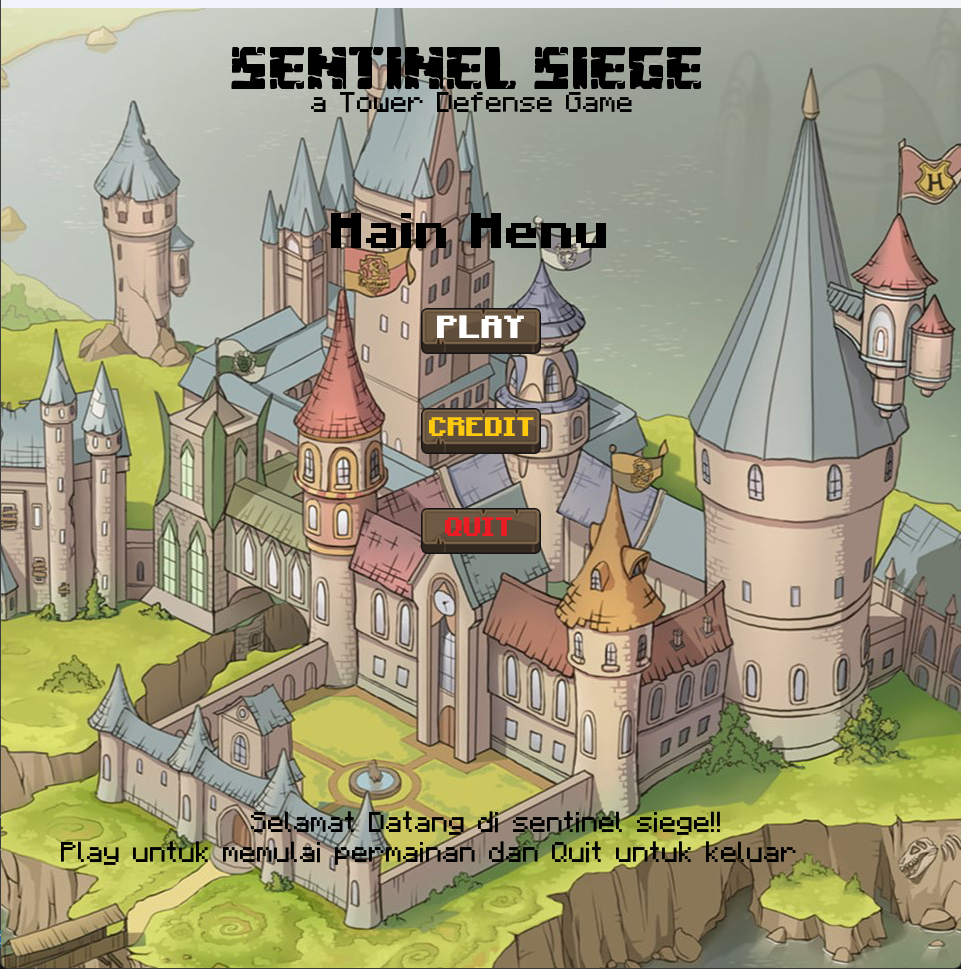 SENTINEL SIEGE
a Tower Defense Game
H
Main Menu
PLAY
CREDIT
QUIT
Selamat Datang di sentinel siege!!
Play untuk memulai permainan dan Quit untuk keluar